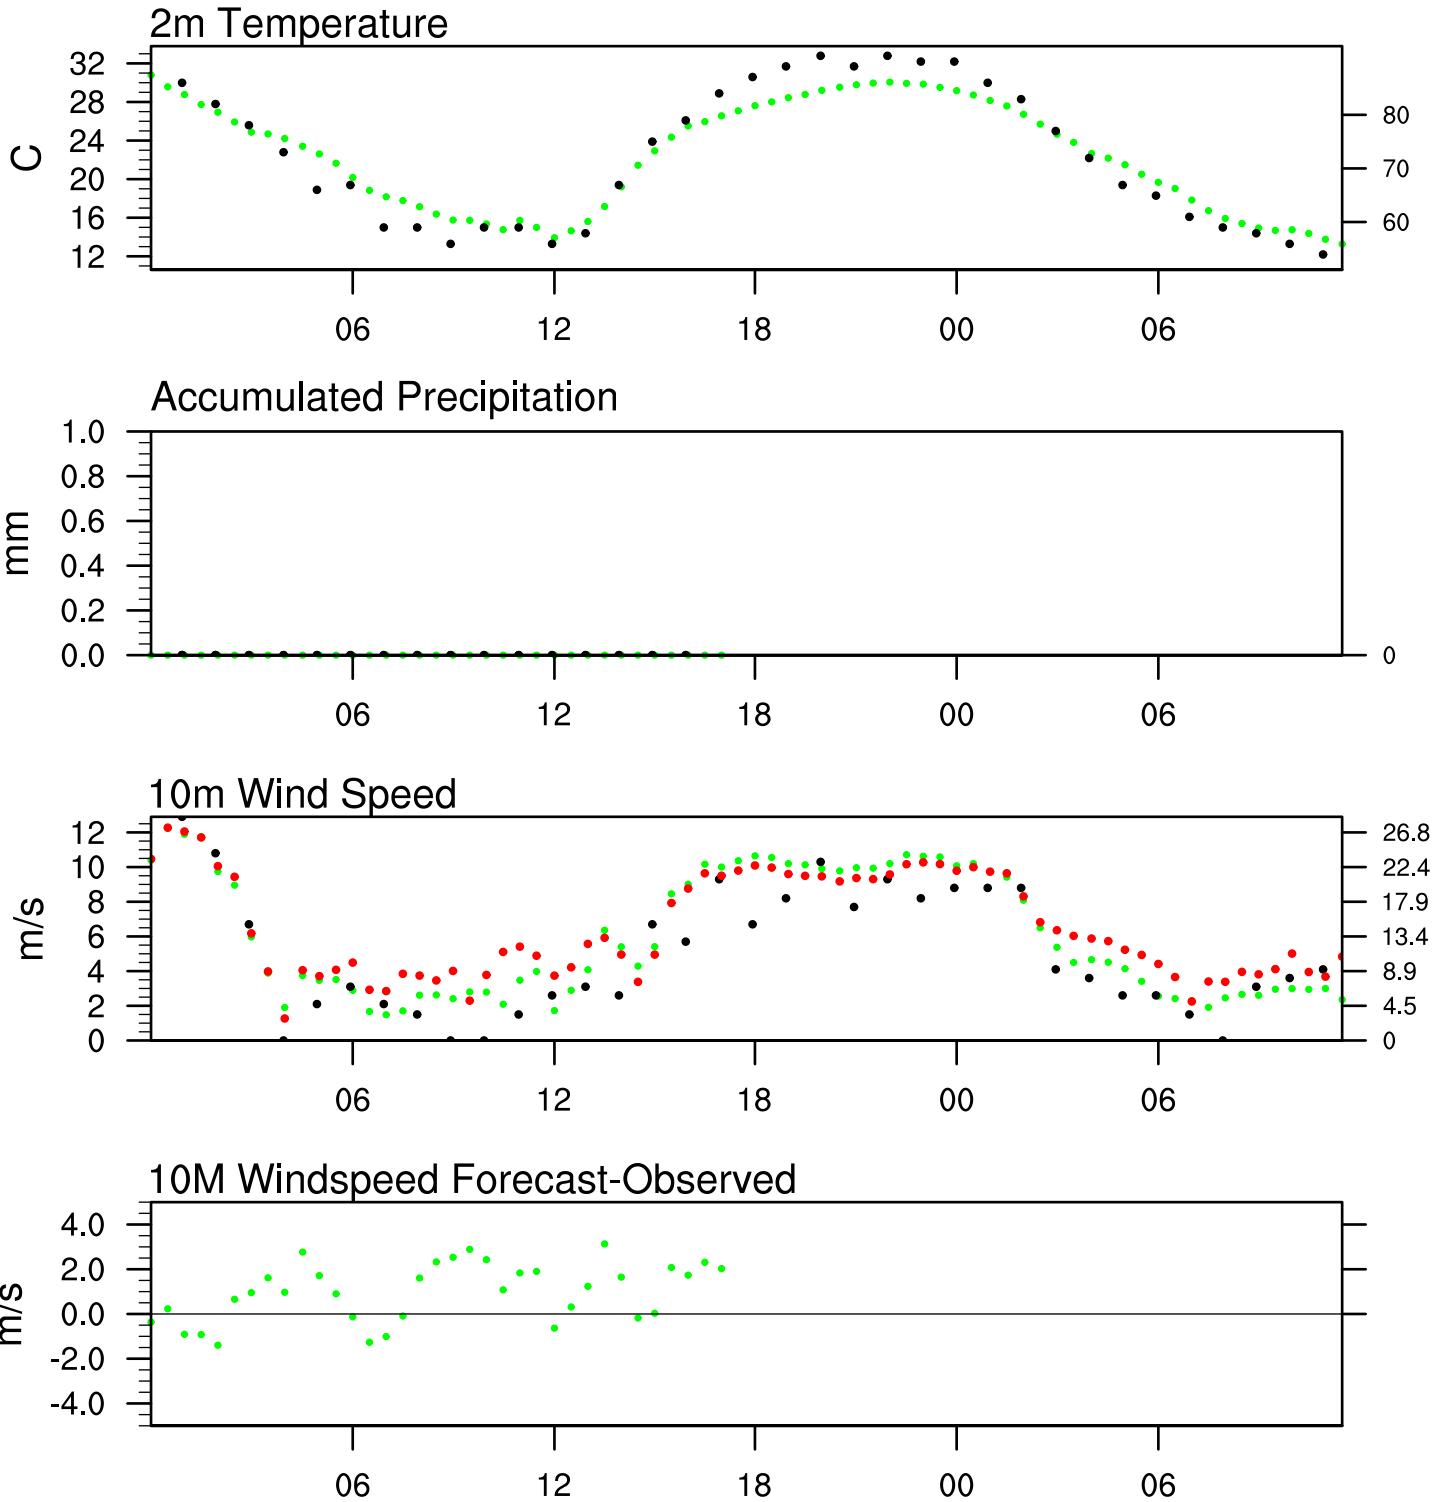 2m Temperature
32
28
24
20
16
12
C
80
70
60
06 12 18 00 06
Accumulated Precipitation
1.0
0.8
0.6
0.4
0.2
0.0
mm
0
06 12 18 00 06
10m Wind Speed
12
10
8
6
4
2
0
m/s
26.8
22.4
17.9
13.4
8.9
4.5
0
06 12 18 00 06
10M Windspeed Forecast-Observed
4.0
2.0
0.0
-2.0
-4.0
m/s
06 12 18 00 06